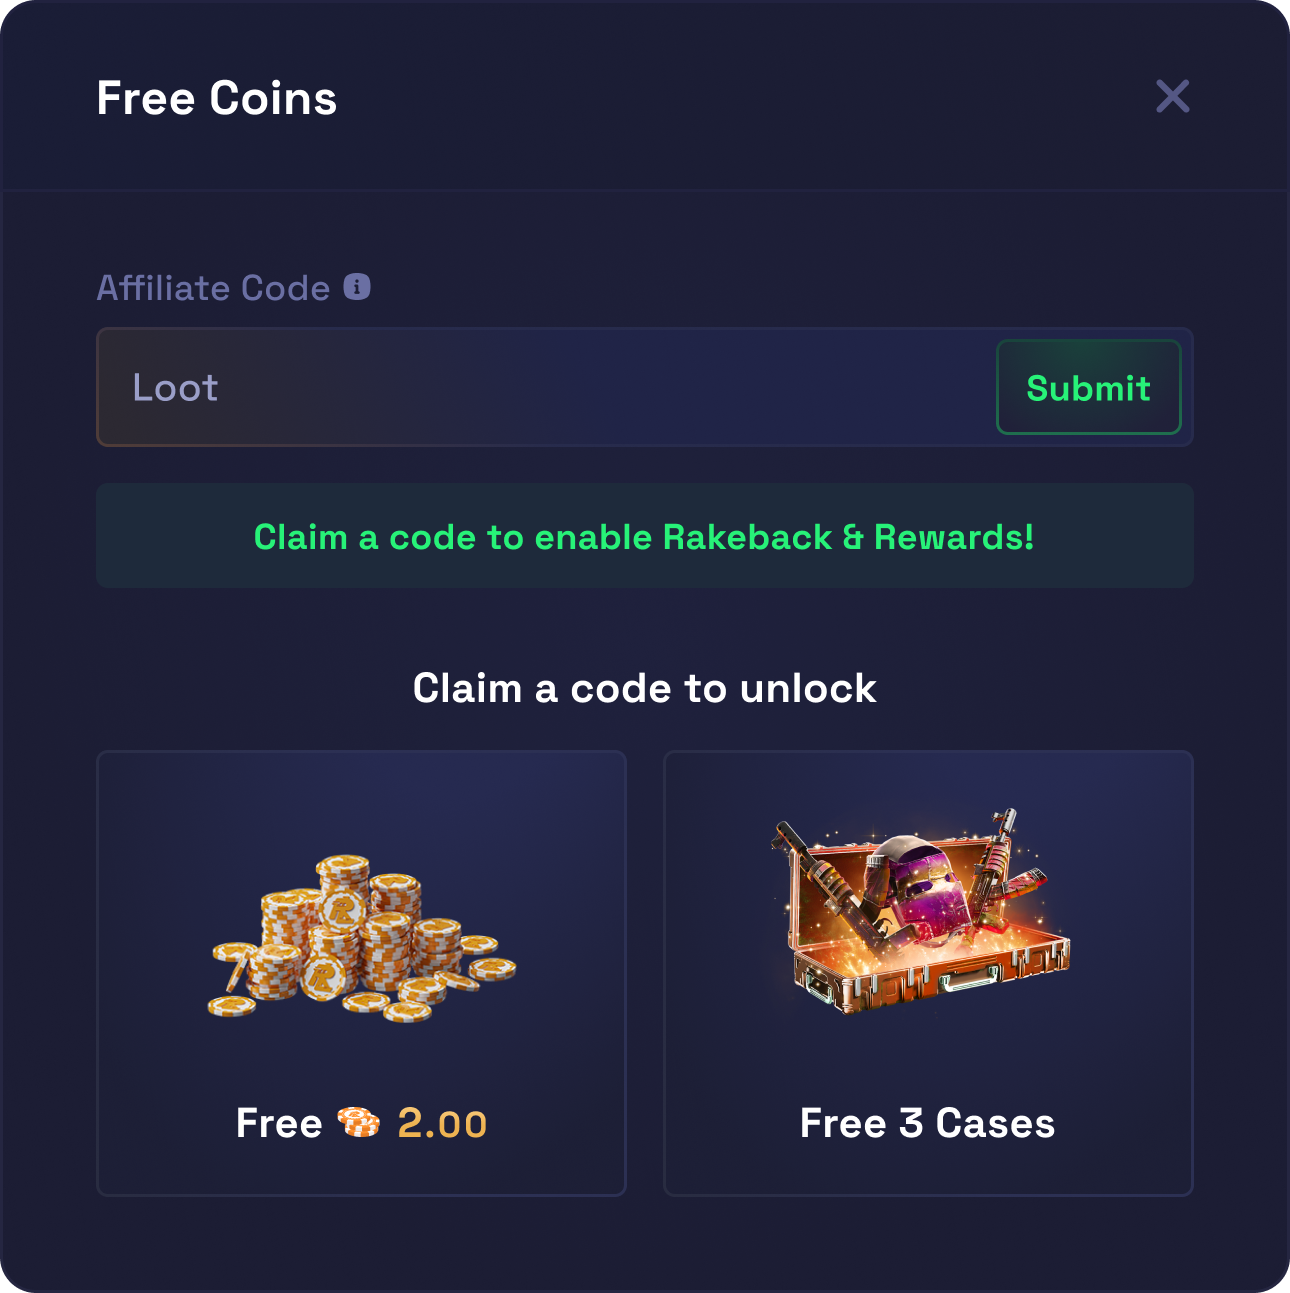 Free Coins
Affiliate Code
Loot
Submit
Claim a code to enable Rakeback & Rewards!
Claim a code to unlock
Free 2.00
Free 3 Cases